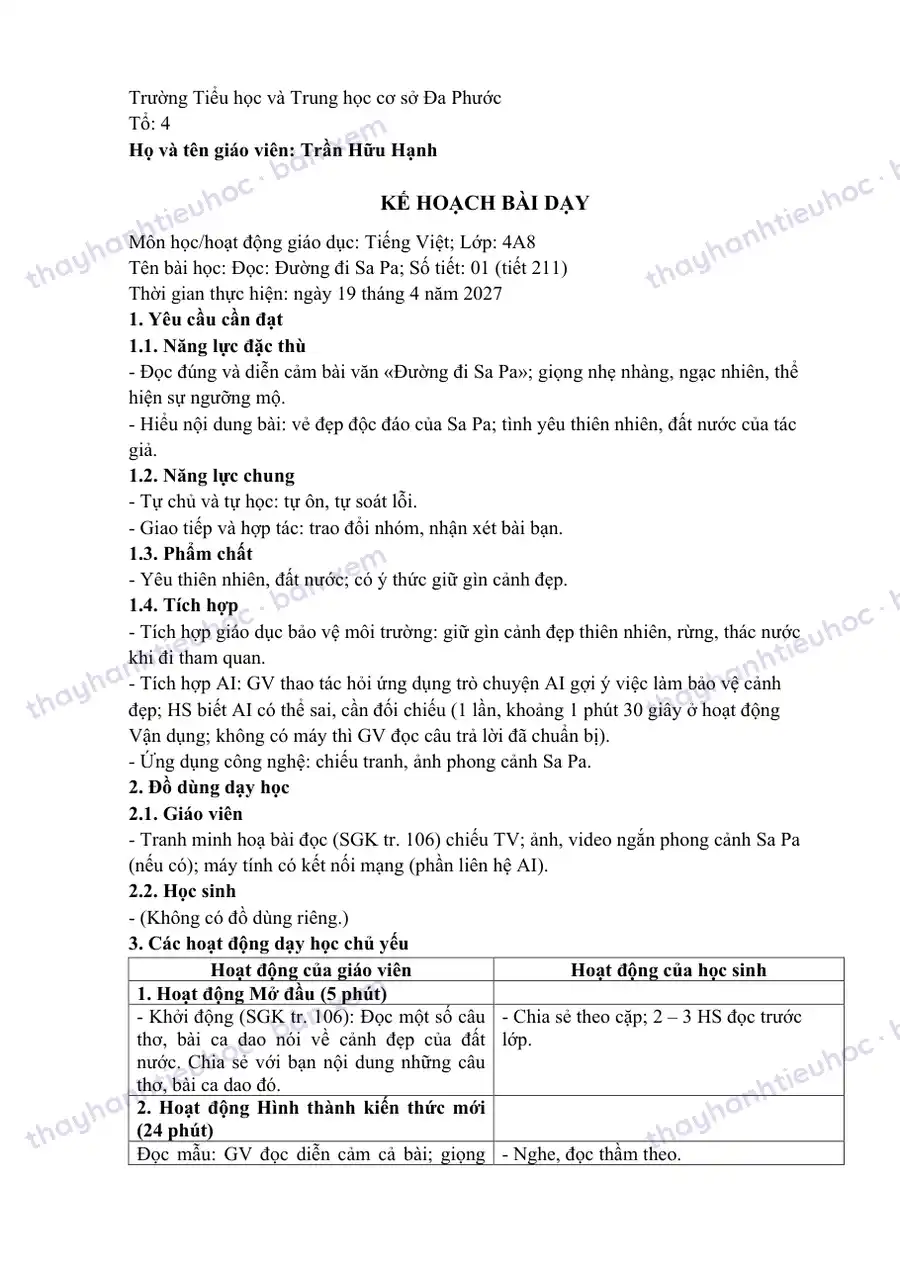 Trường Tiểu học và Trung học cơ sở Đa Phước
Tổ: 4
Họ và tên giáo viên: Trần Hữu Hạnh
KẾ HOẠCH BÀI DẠY
Môn học/hoạt động giáo dục: Tiếng Việt; Lớp: 4A8
Tên bài học: Đọc: Đường đi Sa Pa; Số tiết: 01 (tiết 211)
Thời gian thực hiện: ngày 19 tháng 4 năm 2027
1. Yêu cầu cần đạt
1.1. Năng lực đặc thù
- Đọc đúng và diễn cảm bài văn «Đường đi Sa Pa»; giọng nhẹ nhàng, ngạc nhiên, thể
hiện sự ngưỡng mộ.
- Hiểu nội dung bài: vẻ đẹp độc đáo của Sa Pa; tình yêu thiên nhiên, đất nước của tác
giả.
1.2. Năng lực chung
- Tự chủ và tự học: tự ôn, tự soát lỗi.
- Giao tiếp và hợp tác: trao đổi nhóm, nhận xét bài bạn.
1.3. Phẩm chất
- Yêu thiên nhiên, đất nước; có ý thức giữ gìn cảnh đẹp.
1.4. Tích hợp
- Tích hợp giáo dục bảo vệ môi trường: giữ gìn cảnh đẹp thiên nhiên, rừng, thác nước
khi đi tham quan.
- Tích hợp AI: GV thao tác hỏi ứng dụng trò chuyện AI gợi ý việc làm bảo vệ cảnh
đẹp; HS biết AI có thể sai, cần đối chiếu (1 lần, khoảng 1 phút 30 giây ở hoạt động
Vận dụng; không có máy thì GV đọc câu trả lời đã chuẩn bị).
- Ứng dụng công nghệ: chiếu tranh, ảnh phong cảnh Sa Pa.
2. Đồ dùng dạy học
2.1. Giáo viên
- Tranh minh hoạ bài đọc (SGK tr. 106) chiếu TV; ảnh, video ngắn phong cảnh Sa Pa
(nếu có); máy tính có kết nối mạng (phần liên hệ AI).
2.2. Học sinh
- (Không có đồ dùng riêng.)
3. Các hoạt động dạy học chủ yếu
Hoạt động của giáo viên
Hoạt động của học sinh
1. Hoạt động Mở đầu (5 phút)
- Khởi động (SGK tr. 106): Đọc một số câu
thơ, bài ca dao nói về cảnh đẹp của đất
nước. Chia sẻ với bạn nội dung những câu
thơ, bài ca dao đó.
- Chia sẻ theo cặp; 2 – 3 HS đọc trước
lớp.
2. Hoạt động Hình thành kiến thức mới
(24 phút)
Đọc mẫu: GV đọc diễn cảm cả bài; giọng
- Nghe, đọc thầm theo.
thayhanhtieuhoc · bản xem
thayhanhtieuhoc · b
thayhanhtieuhoc · bản xem
thayhanhtieuhoc · b
thayhanhtieuhoc · bản xem
thayhanhtieuhoc · b